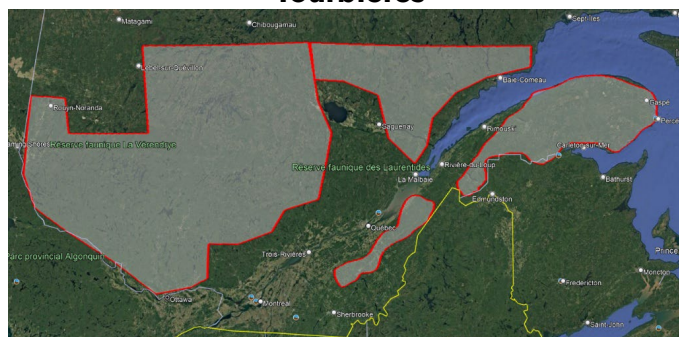 Tourbières
Matagami
Chibougamau
Septîles
Lebel-sur-Quévillon
Baie-Comeau
Rouyn-Noranda
Gaspé
Saguenay
Rimouski
Percé
Réserve faunique La Vérendrye
Carleton-sur-Mer
Réserve faunique des Laurentides
Rivière-du-Loup
La Malbaie
Bathurst
Edmundston
Québec
Parc provincial Algonquin
Trois-Rivières
Prince
Moncton
Ottawa
Montréal
Fredericton
Sherbrooke
Saint John